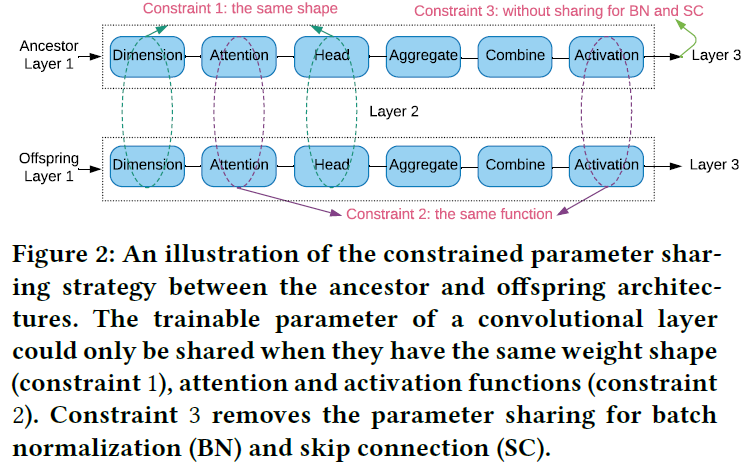 Constraint 1: the same shape
Constraint 3: without sharing for BN and SC
Ancestor
Layer 1
Dimension
Attention
Head
Aggregate
Combine
Activation
Layer 3
Layer 2
Offspring
Layer 1
Dimension
Attention
Head
Aggregate
Combine
Activation
Layer 3
Constraint 2: the same function
Figure 2: An illustration of the constrained parameter shar-
ing strategy between the ancestor and offspring architec-
tures. The trainable parameter of a convolutional layer
could only be shared when they have the same weight shape
(constraint 1), attention and activation functions (constraint
2). Constraint 3 removes the parameter sharing for batch
normalization (BN) and skip connection (SC).